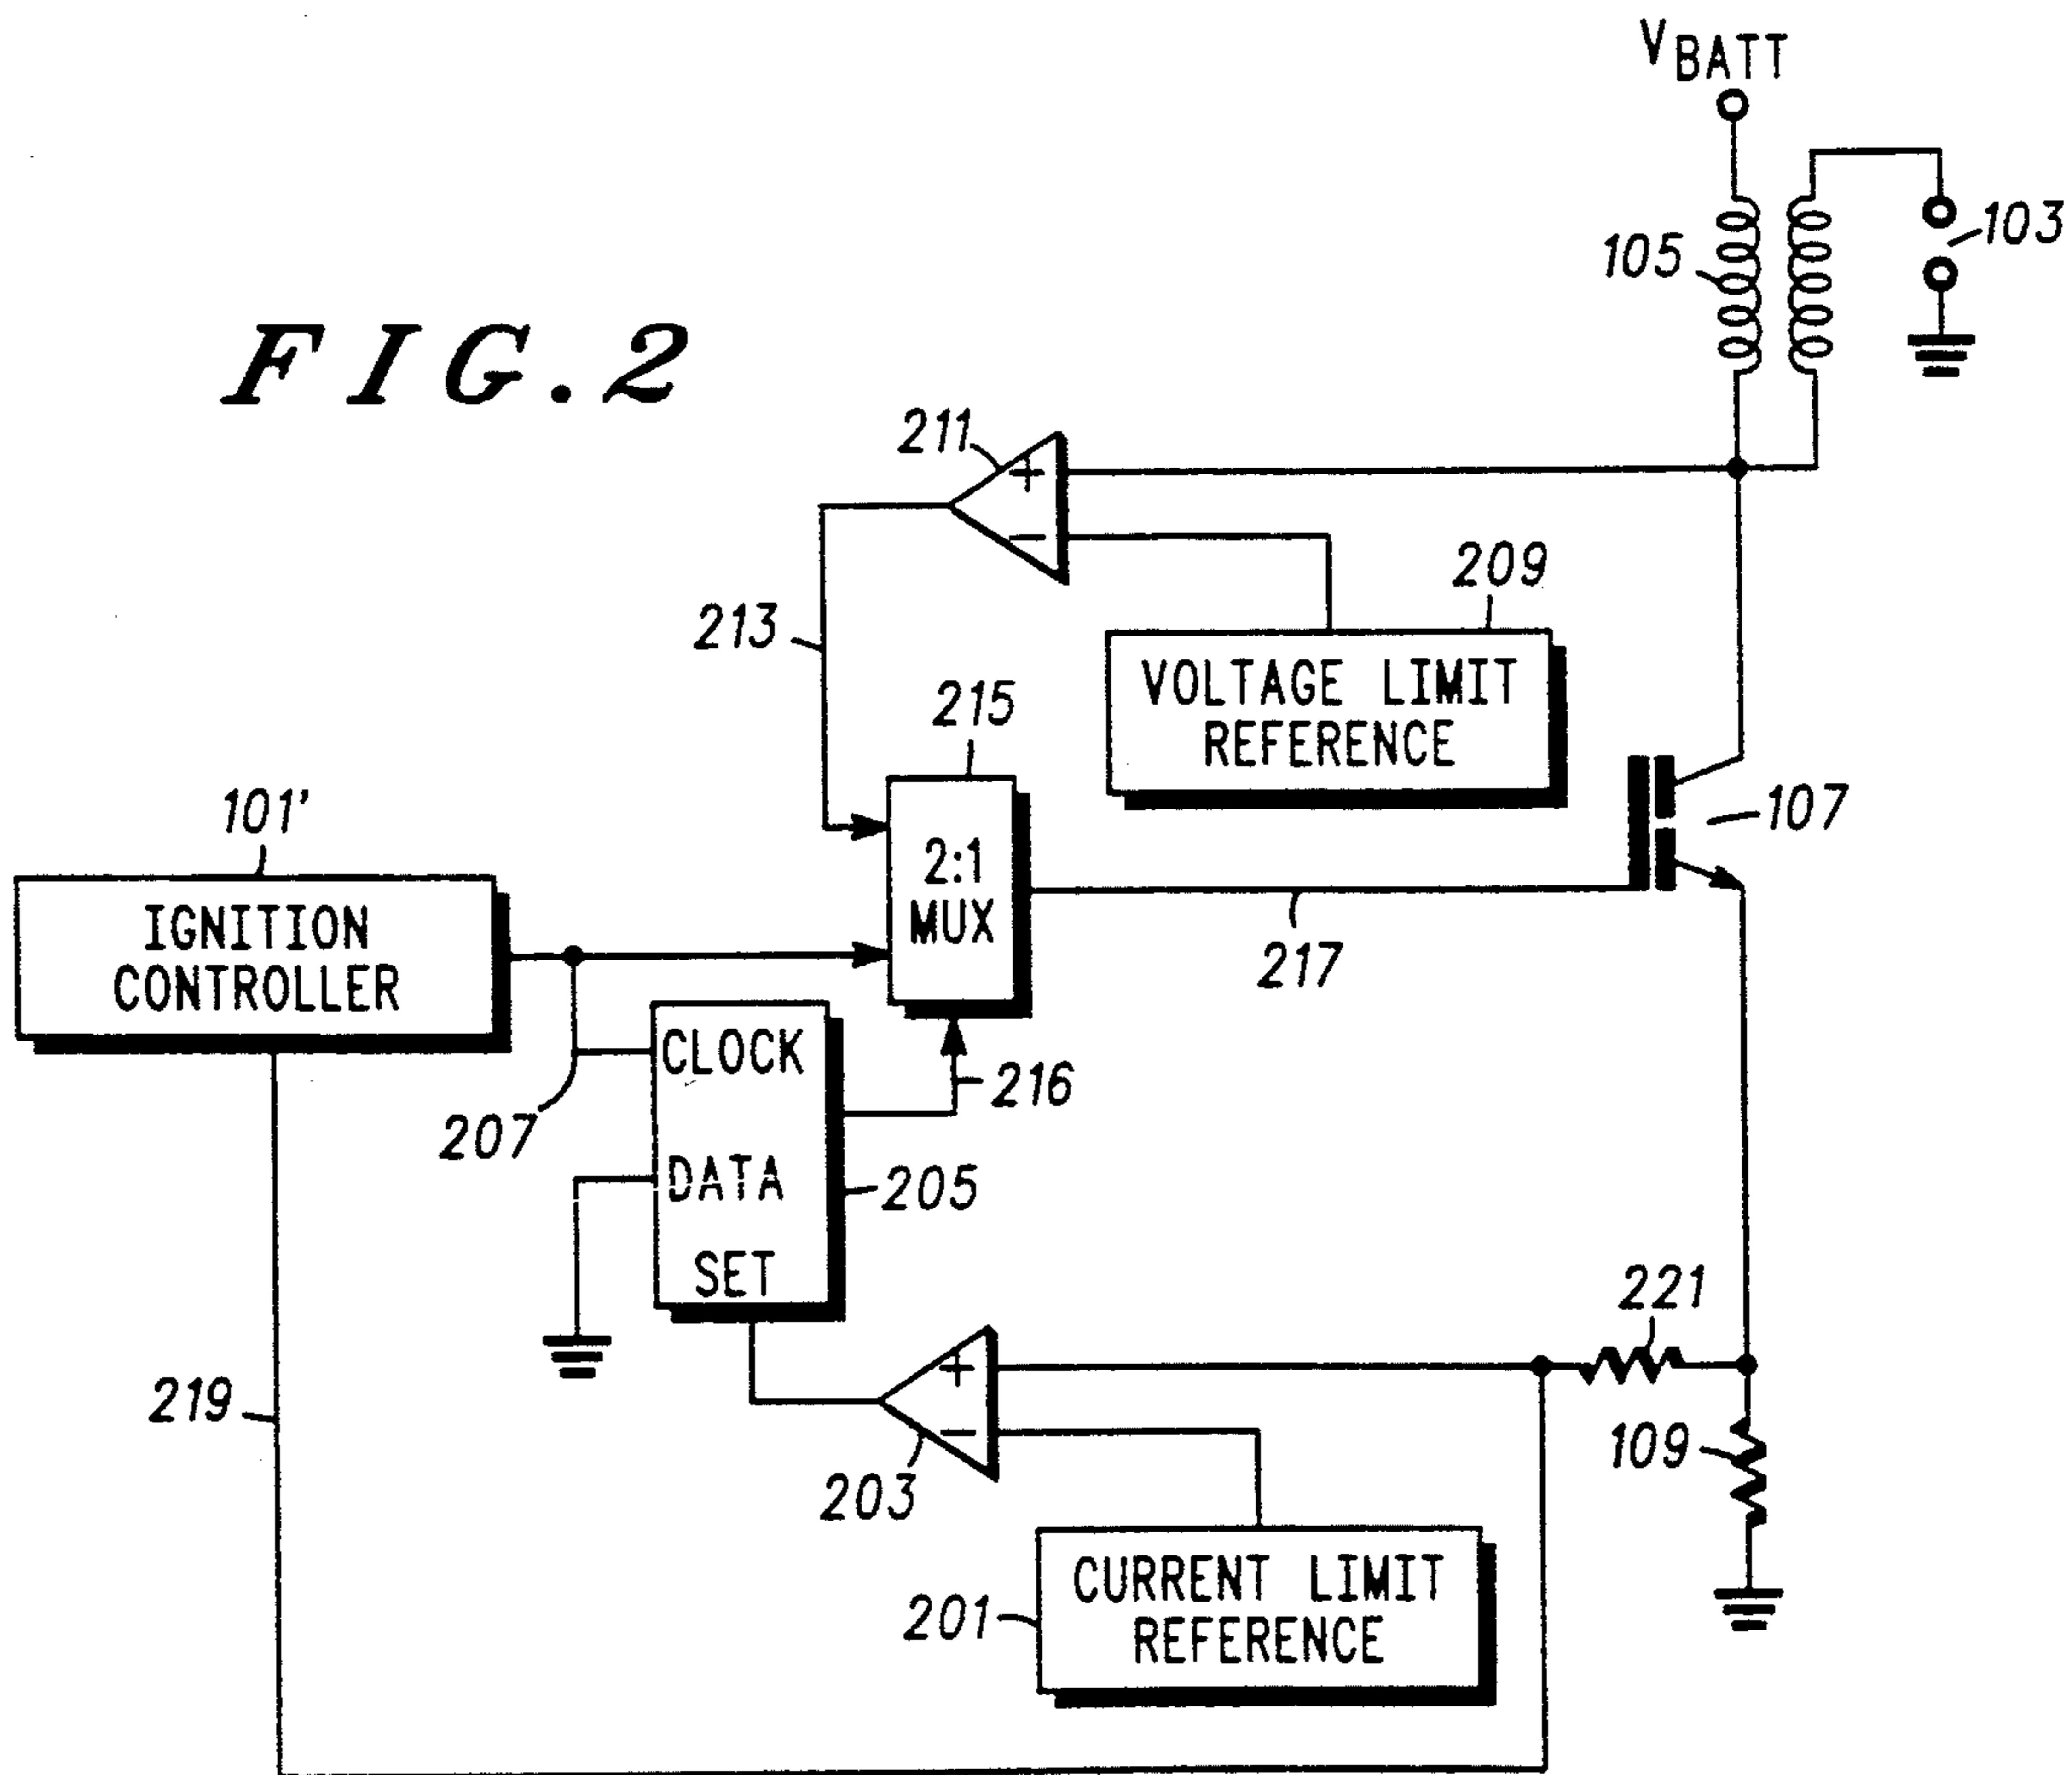 VBATT
103
105
FIG.2
211
+
−
209
213
VOLTAGE LIMIT
REFERENCE
215
101'
107
2:1
MUX
IGNITION
CONTROLLER
217
CLOCK
216
207
DATA
205
SET
221
+
−
219
109
203
CURRENT LIMIT
REFERENCE
201